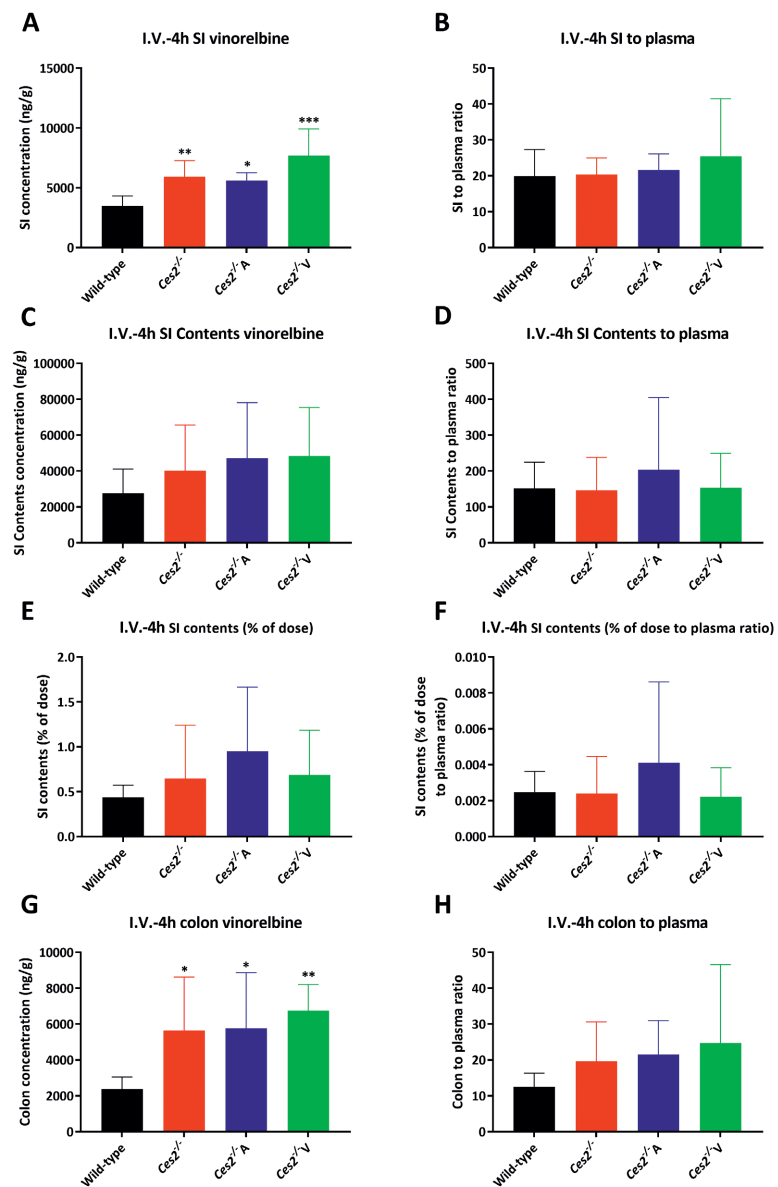 A
I.V.-4h SI vinorelbine
SI concentration (ng/g)
15000
10000
5000
0
**
*
***
Wild-type
Ces2-/-
Ces2-/-A
Ces2-/-V
B
I.V.-4h SI to plasma
SI to plasma ratio
50
40
30
20
10
0
Wild-type
Ces2-/-
Ces2-/-A
Ces2-/-V
C
I.V.-4h SI Contents vinorelbine
SI Contents concentration (ng/g)
100000
80000
60000
40000
20000
0
Wild-type
Ces2-/-
Ces2-/-A
Ces2-/-V
D
I.V.-4h SI Contents to plasma
SI Contents to plasma ratio
500
400
300
200
100
0
Wild-type
Ces2-/-
Ces2-/-A
Ces2-/-V
E
I.V.-4h SI contents (% of dose)
SI contents (% of dose)
2.0
1.5
1.0
0.5
0.0
Wild-type
Ces2-/-
Ces2-/-A
Ces2-/-V
F
I.V.-4h SI contents (% of dose to plasma ratio)
SI contents (% of dose
to plasma ratio)
0.010
0.008
0.006
0.004
0.002
0.000
Wild-type
Ces2-/-
Ces2-/-A
Ces2-/-V
G
I.V.-4h colon vinorelbine
Colon concentration (ng/g)
10000
8000
6000
4000
2000
0
*
*
**
Wild-type
Ces2-/-
Ces2-/-A
Ces2-/-V
H
I.V.-4h colon to plasma
Colon to plasma ratio
50
40
30
20
10
0
Wild-type
Ces2-/-
Ces2-/-A
Ces2-/-V